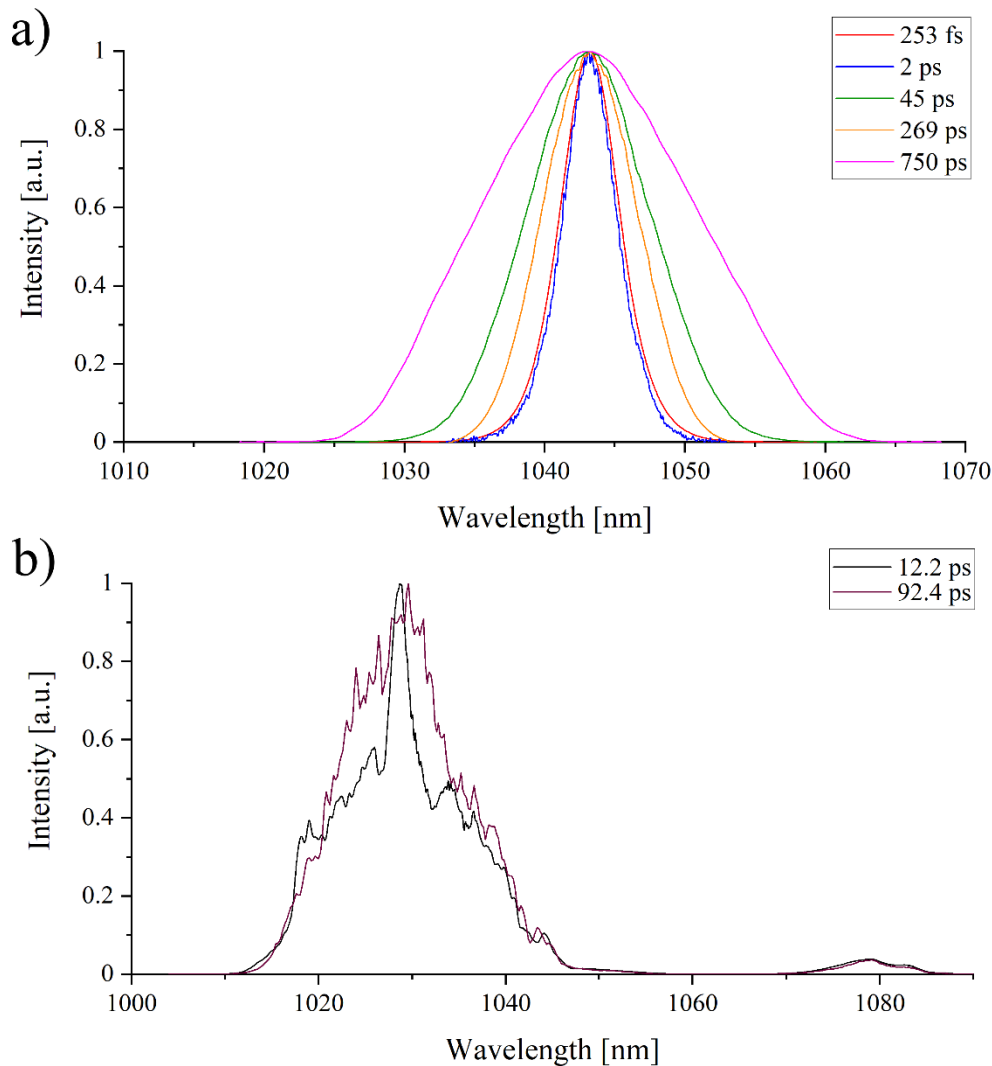 a)
253 fs
2 ps
45 ps
269 ps
750 ps
Intensity [a.u.]
1
0.8
0.6
0.4
0.2
0
1010 1020 1030 1040 1050 1060 1070
Wavelength [nm]
b)
12.2 ps
92.4 ps
Intensity [a.u.]
1
0.8
0.6
0.4
0.2
0
1000 1020 1040 1060 1080
Wavelength [nm]